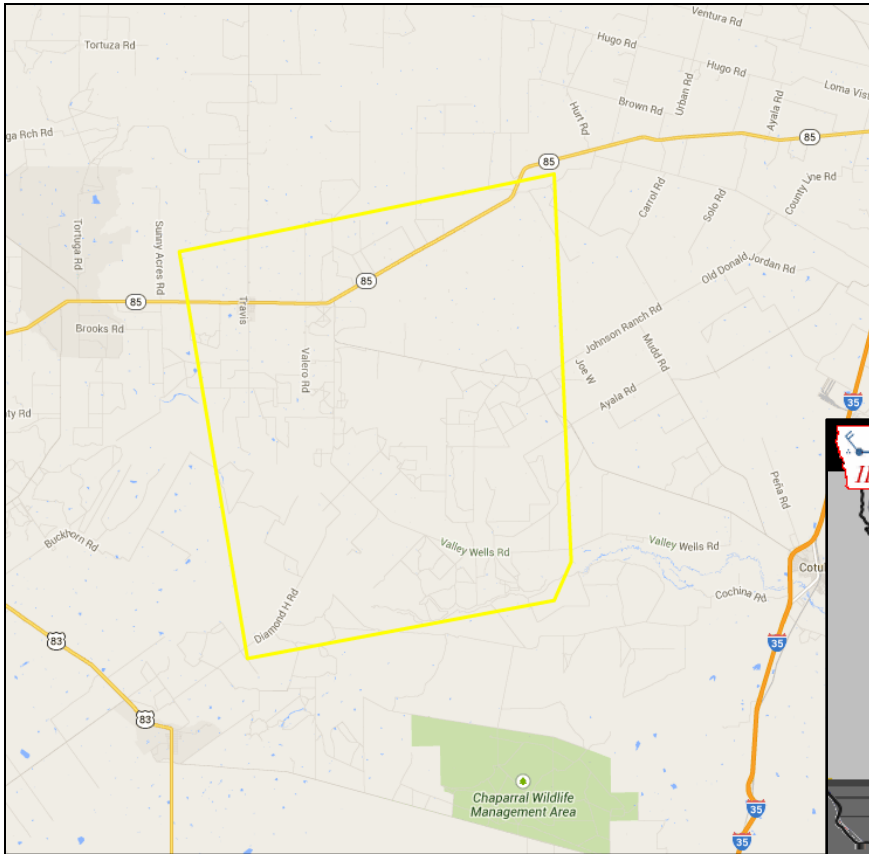 Ventura Rd
Tortuza Rd
Hugo Rd
Hugo Rd
Loma Vist
Brown Rd
Urban Rd
Ayala Rd
Hurt Rd
ga Rch Rd
85
85
County Line Rd
Carrol Rd
Solo Rd
Tortuga Rd
Sunny Acres Rd
Old Donald
Jordan Rd
85
85
Travis
Brooks Rd
Johnson Ranch Rd
Mudd Rd
Valero Rd
Joe W
Ayala Rd
35
ty Rd
Peña Rd
Buckhorn Rd
Valley Wells Rd
Valley Wells Rd
Cotul
Cochina Rd
Diamond H Rd
83
35
83
Chaparral Wildlife
Management Area
35
35